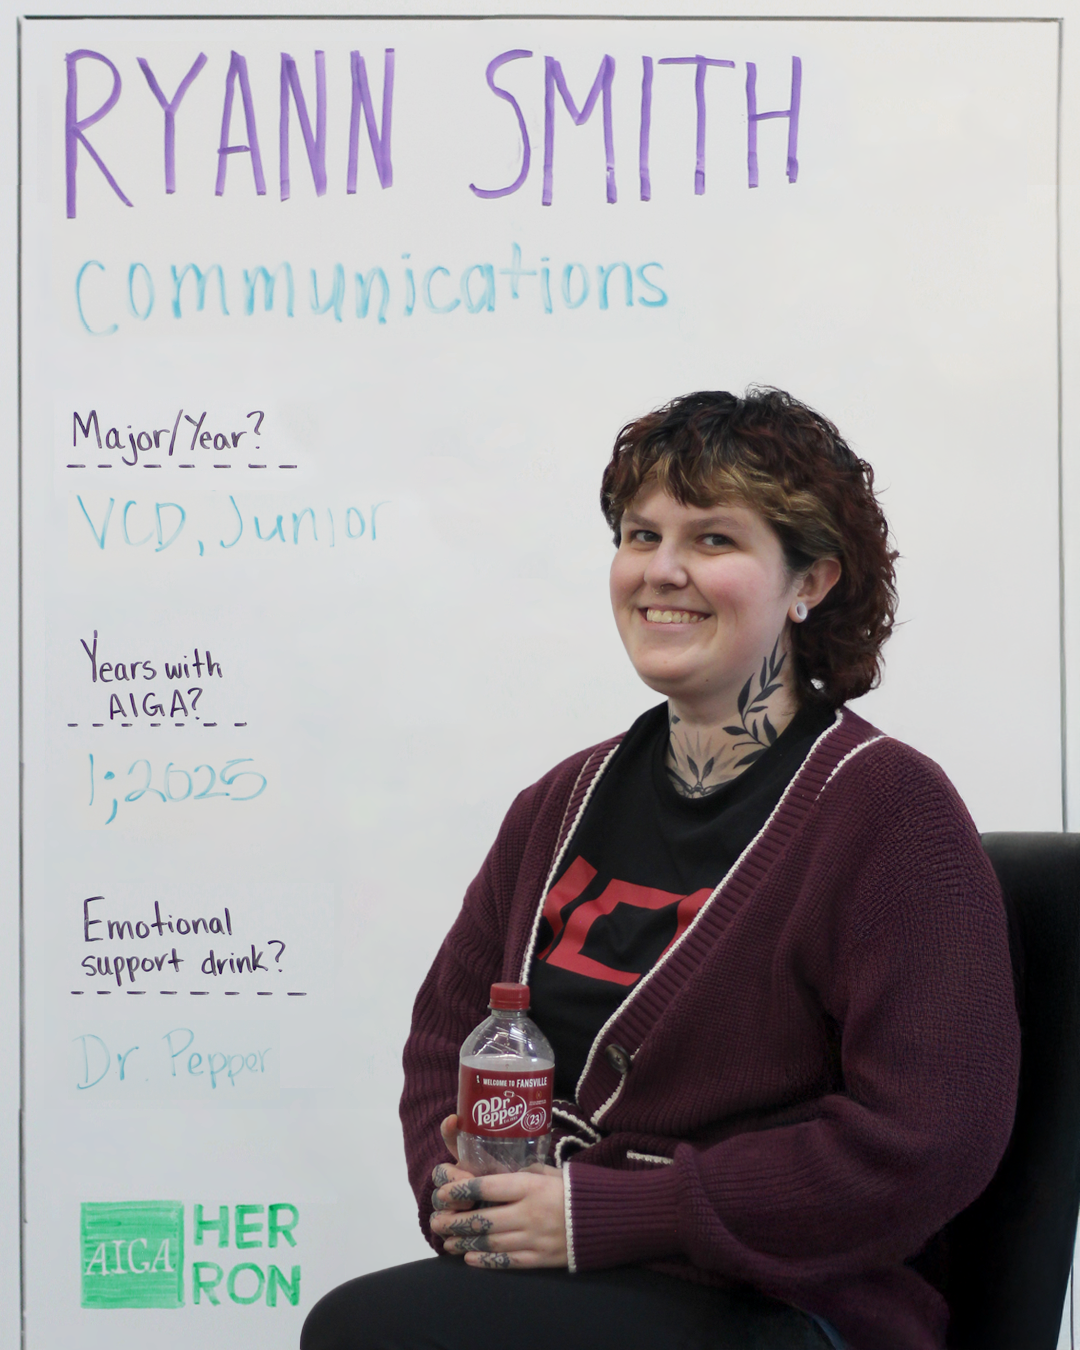 RYANN SMITH
Communications
Major/Year?
VCD, Junior
Years with
AIGA?
1; 2025
Emotional
support drink?
Dr. Pepper
WELCOME TO FANSVILLE
Dr
Pepper
23
AIGA
HER
RON